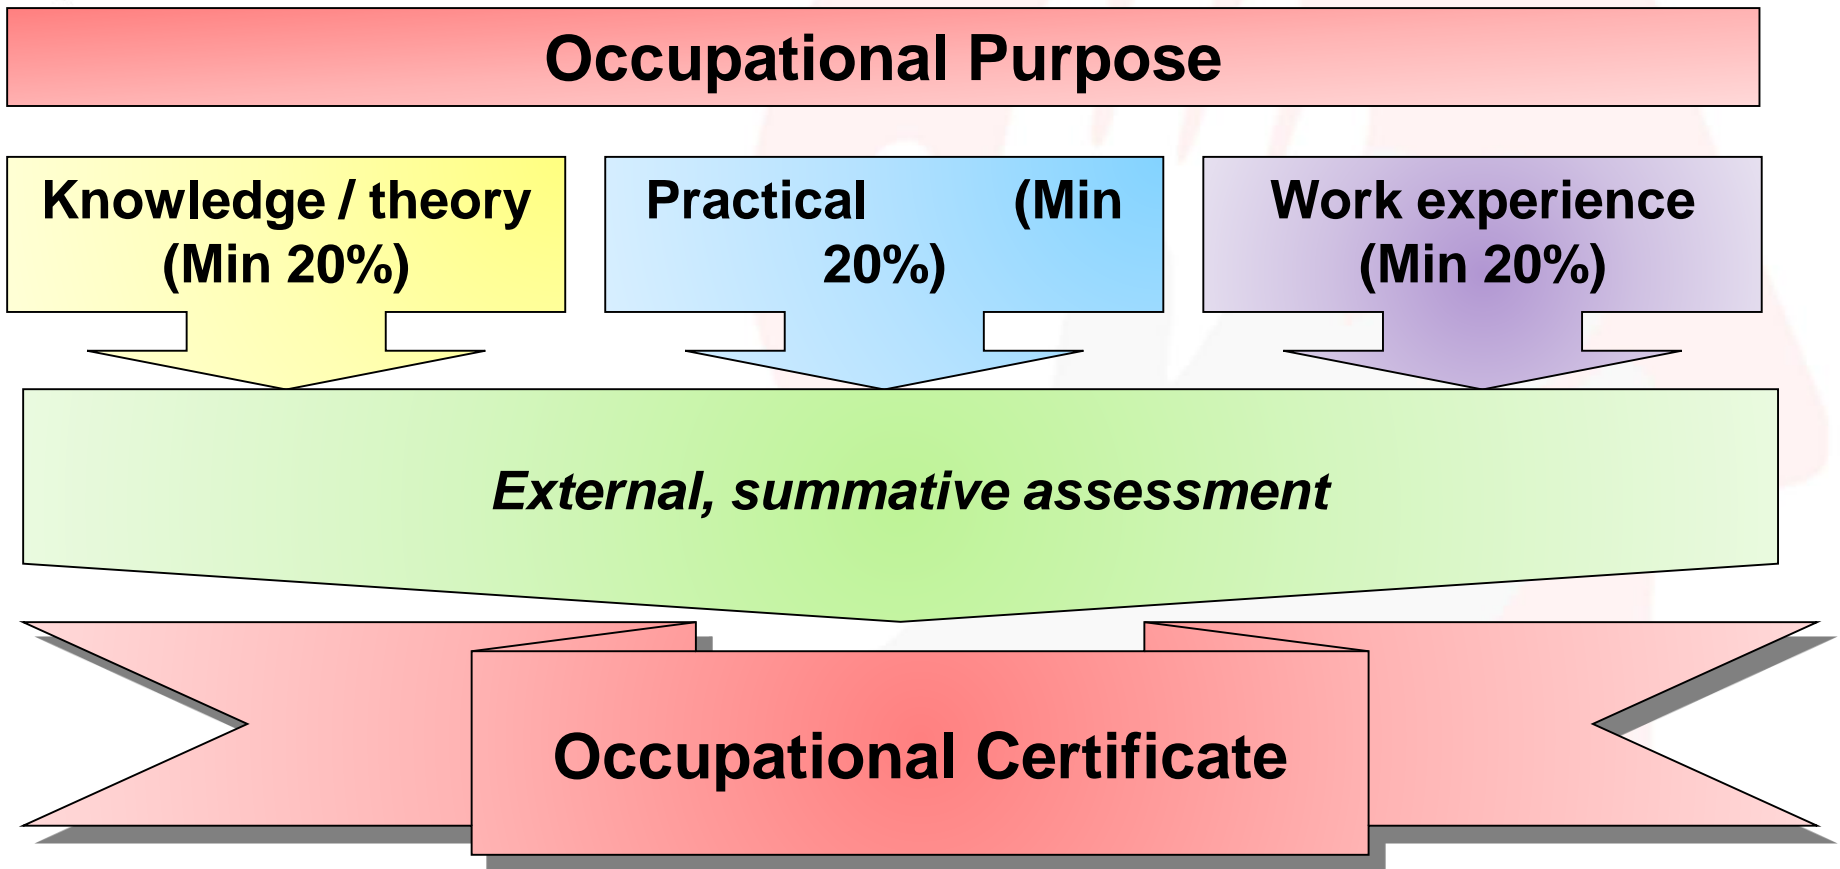 Occupational Purpose
Knowledge / theory
(Min 20%)
Practical (Min
20%)
Work experience
(Min 20%)
External, summative assessment
Occupational Certificate